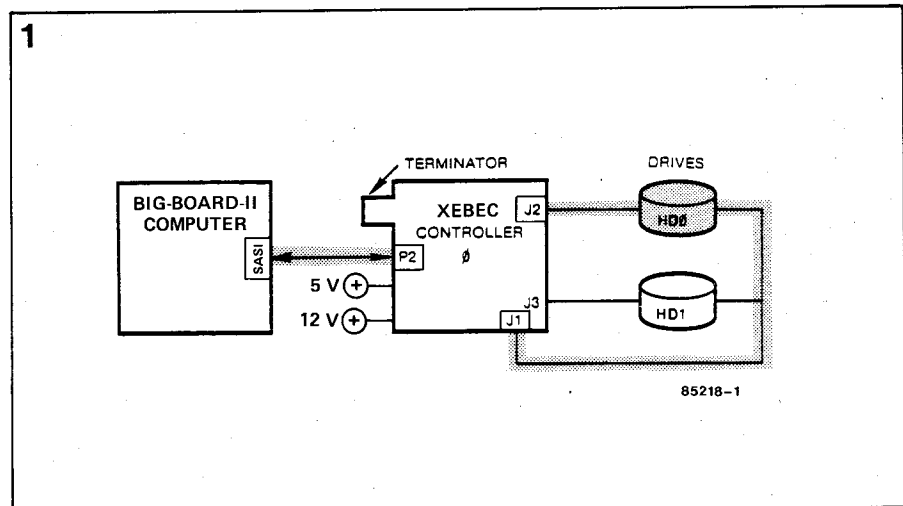 1
TERMINATOR
DRIVES
BIG-BOARD-II
COMPUTER
SASI
XEBEC
CONTROLLER
Ø
J2
HDØ
P2
5 V +
12 V +
J3
J1
HD1
85218-1